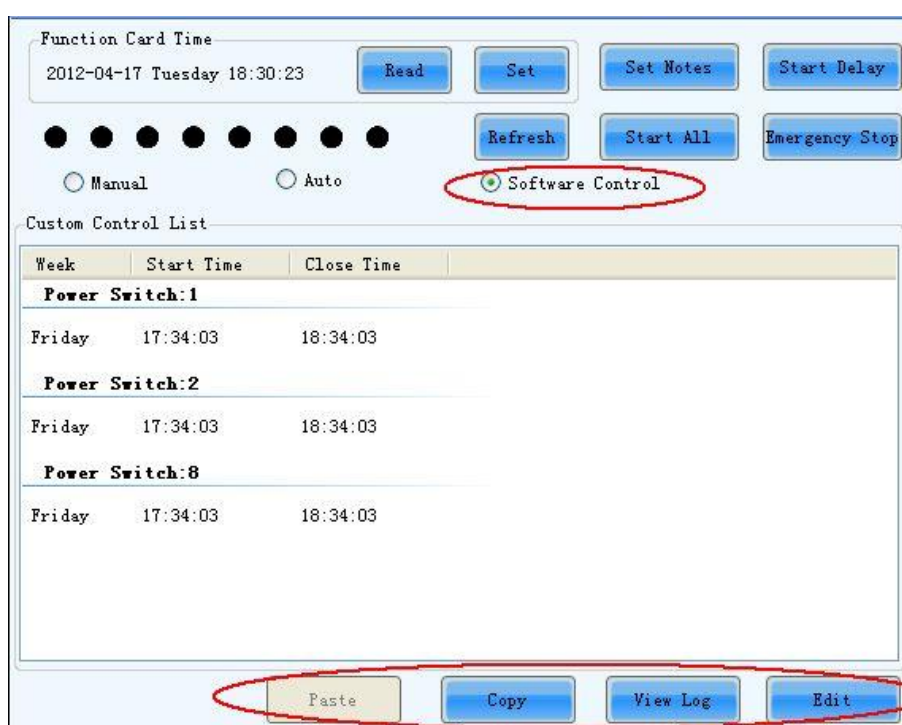 Function Card Time
2012-04-17 Tuesday 18:30:23 Read Set Set Notes Start Delay
Refresh Start All Emergency Stop
Manual Auto Software Control
Custom Control List
Week Start Time Close Time
Power Switch:1
Friday 17:34:03 18:34:03
Power Switch:2
Friday 17:34:03 18:34:03
Power Switch:8
Friday 17:34:03 18:34:03
Paste Copy View Log Edit